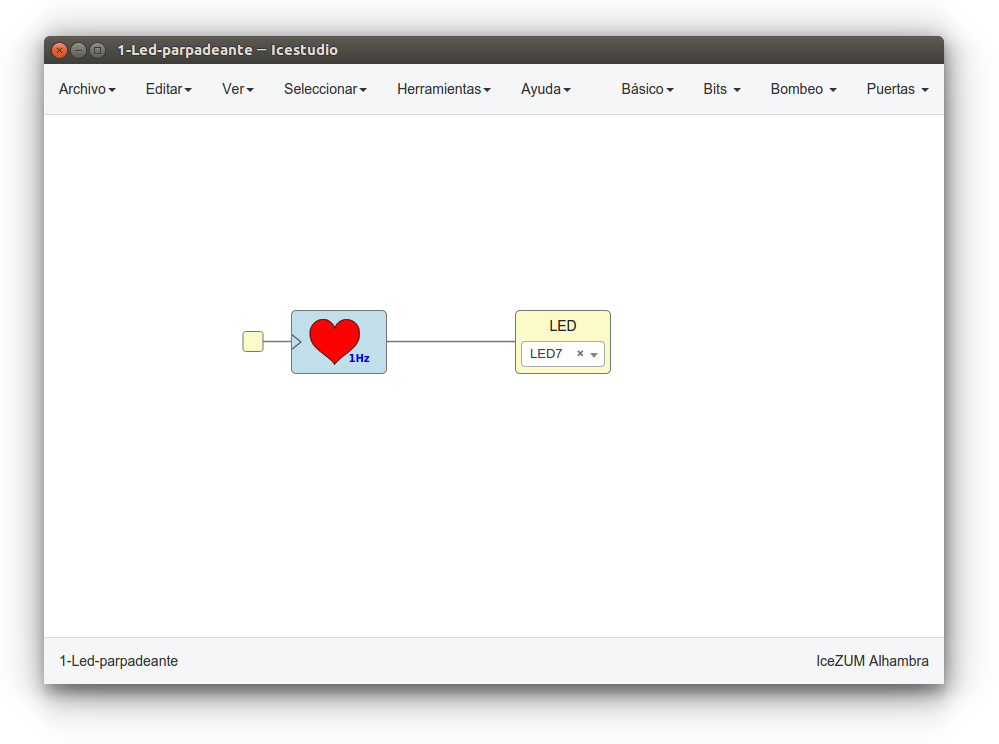 1-Led-parpadeante – Icestudio
Archivo Editar Ver Seleccionar Herramientas Ayuda Básico Bits Bombeo Puertas
LED
LED7 ×
1Hz
1-Led-parpadeante IceZUM Alhambra